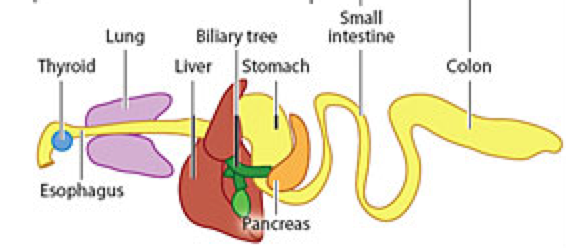 Small
intestine
Lung
Biliary tree
Thyroid
Liver
Stomach
Colon
Esophagus
Pancreas